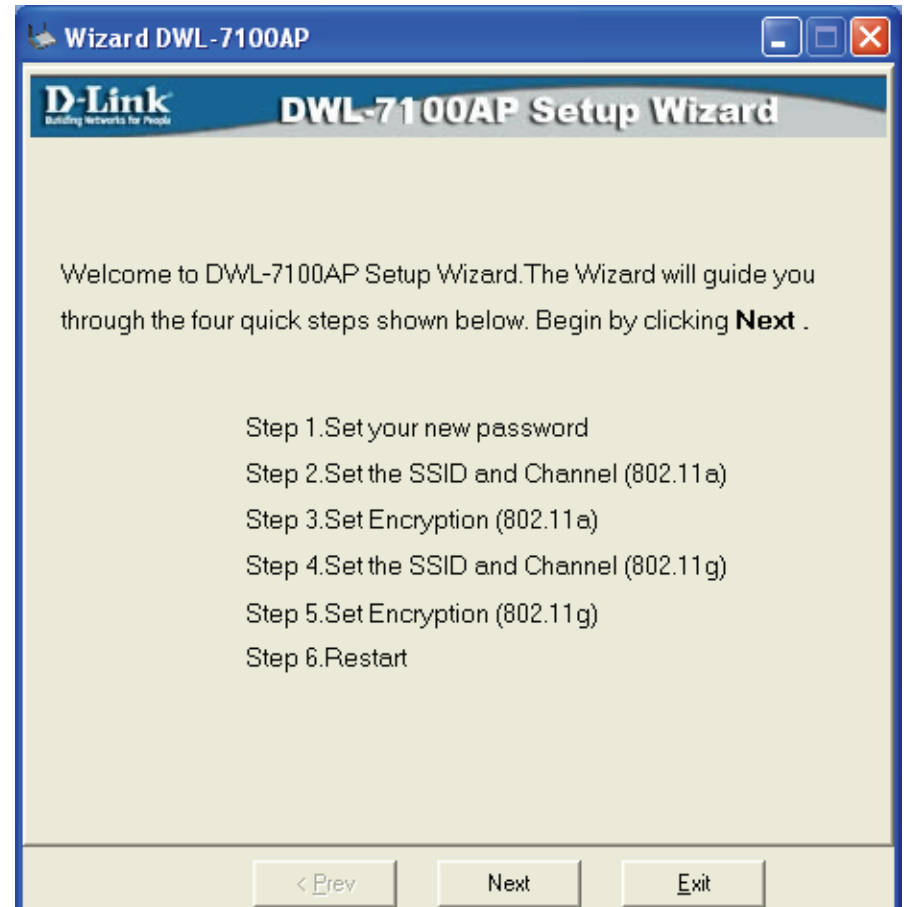 Wizard DWL-7100AP
D-Link
Building Networks for People
DWL-7100AP Setup Wizard
Welcome to DWL-7100AP Setup Wizard.The Wizard will guide you
through the four quick steps shown below. Begin by clicking Next .
Step 1.Set your new password
Step 2.Set the SSID and Channel (802.11a)
Step 3.Set Encryption (802.11a)
Step 4.Set the SSID and Channel (802.11g)
Step 5.Set Encryption (802.11g)
Step 6.Restart
< Prev
Next
Exit